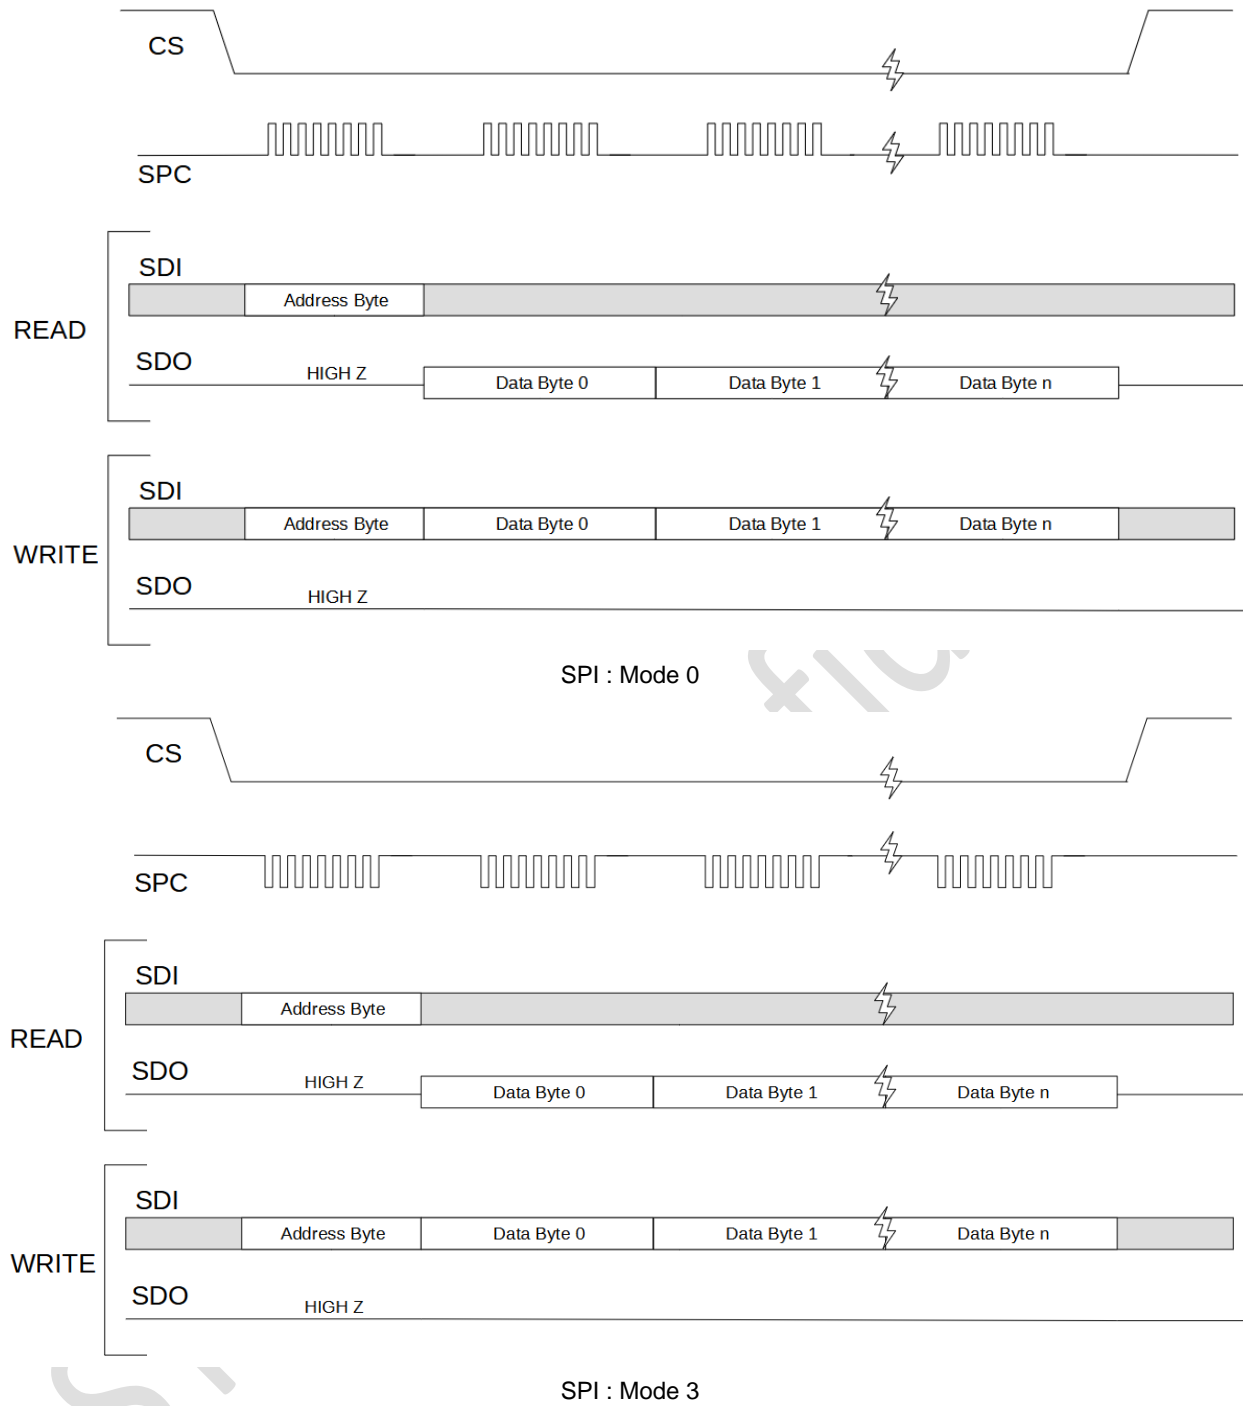 CS
SPC
SDI
Address Byte
READ
SDO
HIGH Z
Data Byte 0
Data Byte 1
Data Byte n
SDI
Address Byte
Data Byte 0
Data Byte 1
Data Byte n
WRITE
SDO
HIGH Z
SPI : Mode 0
CS
SPC
SDI
Address Byte
READ
SDO
HIGH Z
Data Byte 0
Data Byte 1
Data Byte n
SDI
Address Byte
Data Byte 0
Data Byte 1
Data Byte n
WRITE
SDO
HIGH Z
SPI : Mode 3